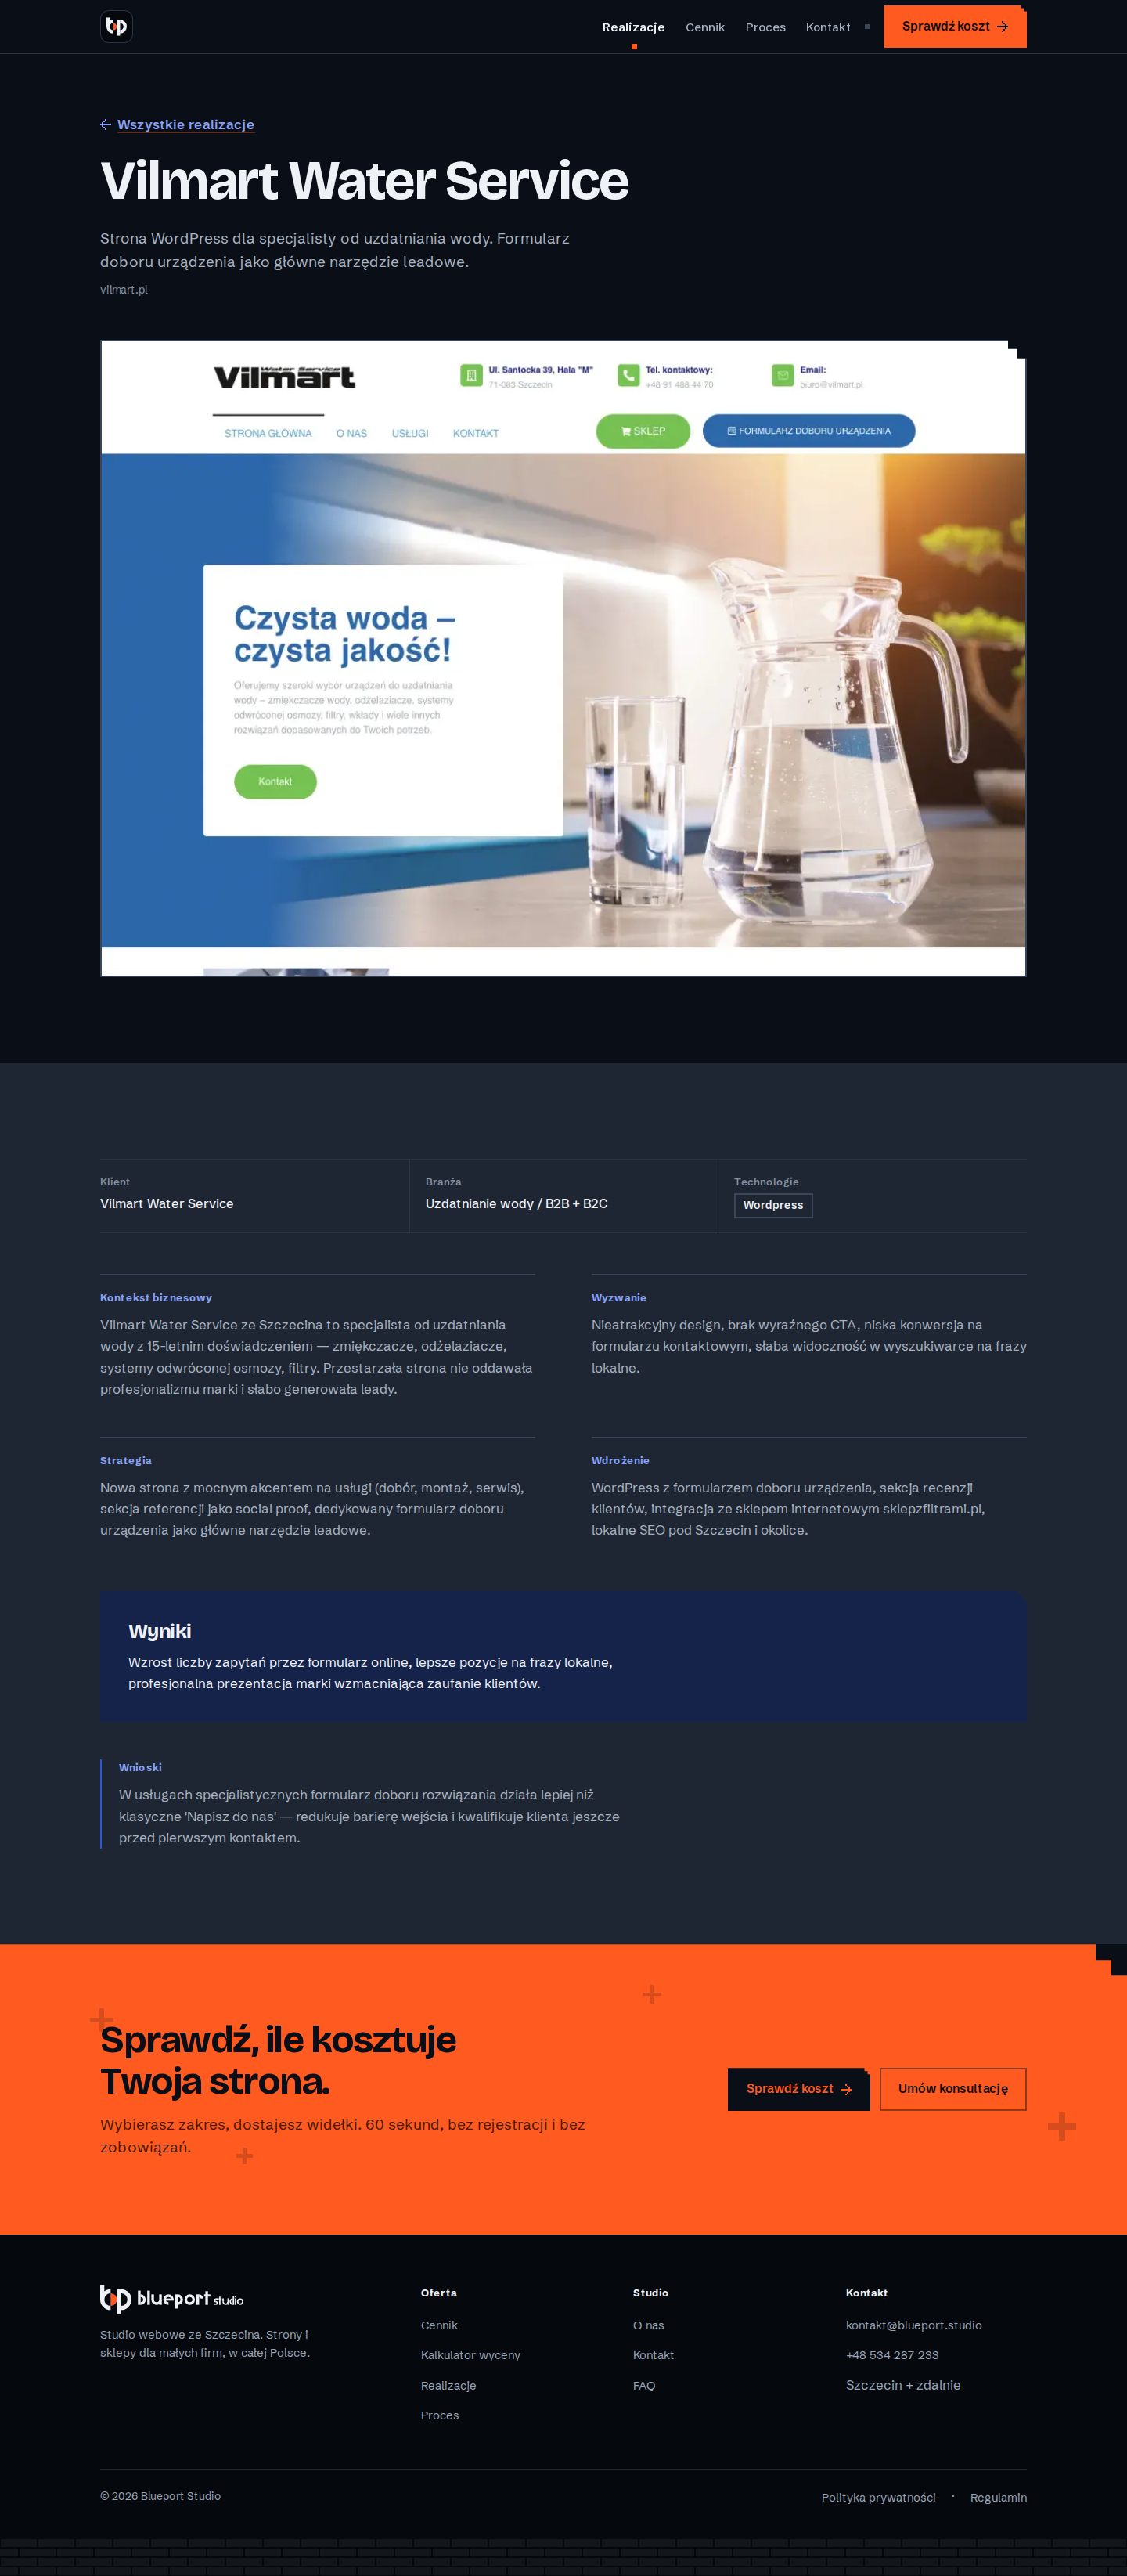 bp
Realizacje
Cennik
Proces
Kontakt
Sprawdź koszt
Wszystkie realizacje
Vilmart Water Service
Strona WordPress dla specjalisty od uzdatniania wody. Formularz
doboru urządzenia jako główne narzędzie leadowe.
vilmart.pl
Water Service
Vilmart
Ul. Santocka 39, Hala "M"
71-083 Szczecin
Tel. kontaktowy:
+48 91 488 44 70
Email:
biuro@vilmart.pl
STRONA GŁÓWNA
O NAS
USŁUGI
KONTAKT
SKLEP
FORMULARZ DOBORU URZĄDZENIA
Czysta woda –
czysta jakość!
Oferujemy szeroki wybór urządzeń do uzdatniania
wody – zmiękczacze wody, odżelaziacze, systemy
odwróconej osmozy, filtry, wkłady i wiele innych
rozwiązań dopasowanych do Twoich potrzeb.
Kontakt
Klient
Vilmart Water Service
Branża
Uzdatnianie wody / B2B + B2C
Technologie
Wordpress
Kontekst biznesowy
Vilmart Water Service ze Szczecina to specjalista od uzdatniania
wody z 15-letnim doświadczeniem — zmiękczacze, odżelaziacze,
systemy odwróconej osmozy, filtry. Przestarzała strona nie oddawała
profesjonalizmu marki i słabo generowała leady.
Wyzwanie
Nieatrakcyjny design, brak wyraźnego CTA, niska konwersja na
formularzu kontaktowym, słaba widoczność w wyszukiwarce na frazy
lokalne.
Strategia
Nowa strona z mocnym akcentem na usługi (dobór, montaż, serwis),
sekcja referencji jako social proof, dedykowany formularz doboru
urządzenia jako główne narzędzie leadowe.
Wdrożenie
WordPress z formularzem doboru urządzenia, sekcja recenzji
klientów, integracja ze sklepem internetowym sklepzfiltrami.pl,
lokalne SEO pod Szczecin i okolice.
Wyniki
Wzrost liczby zapytań przez formularz online, lepsze pozycje na frazy lokalne,
profesjonalna prezentacja marki wzmacniająca zaufanie klientów.
Wnioski
W usługach specjalistycznych formularz doboru rozwiązania działa lepiej niż
klasyczne 'Napisz do nas' — redukuje barierę wejścia i kwalifikuje klienta jeszcze
przed pierwszym kontaktem.
Sprawdź, ile kosztuje
Twoja strona.
Wybierasz zakres, dostajesz widełki. 60 sekund, bez rejestracji i bez
zobowiązań.
Sprawdź koszt
Umów konsultację
bp blueport studio
Studio webowe ze Szczecina. Strony i
sklepy dla małych firm, w całej Polsce.
Oferta
Cennik
Kalkulator wyceny
Realizacje
Proces
Studio
O nas
Kontakt
FAQ
Kontakt
kontakt@blueport.studio
+48 534 287 233
Szczecin + zdalnie
© 2026 Blueport Studio
Polityka prywatności · Regulamin